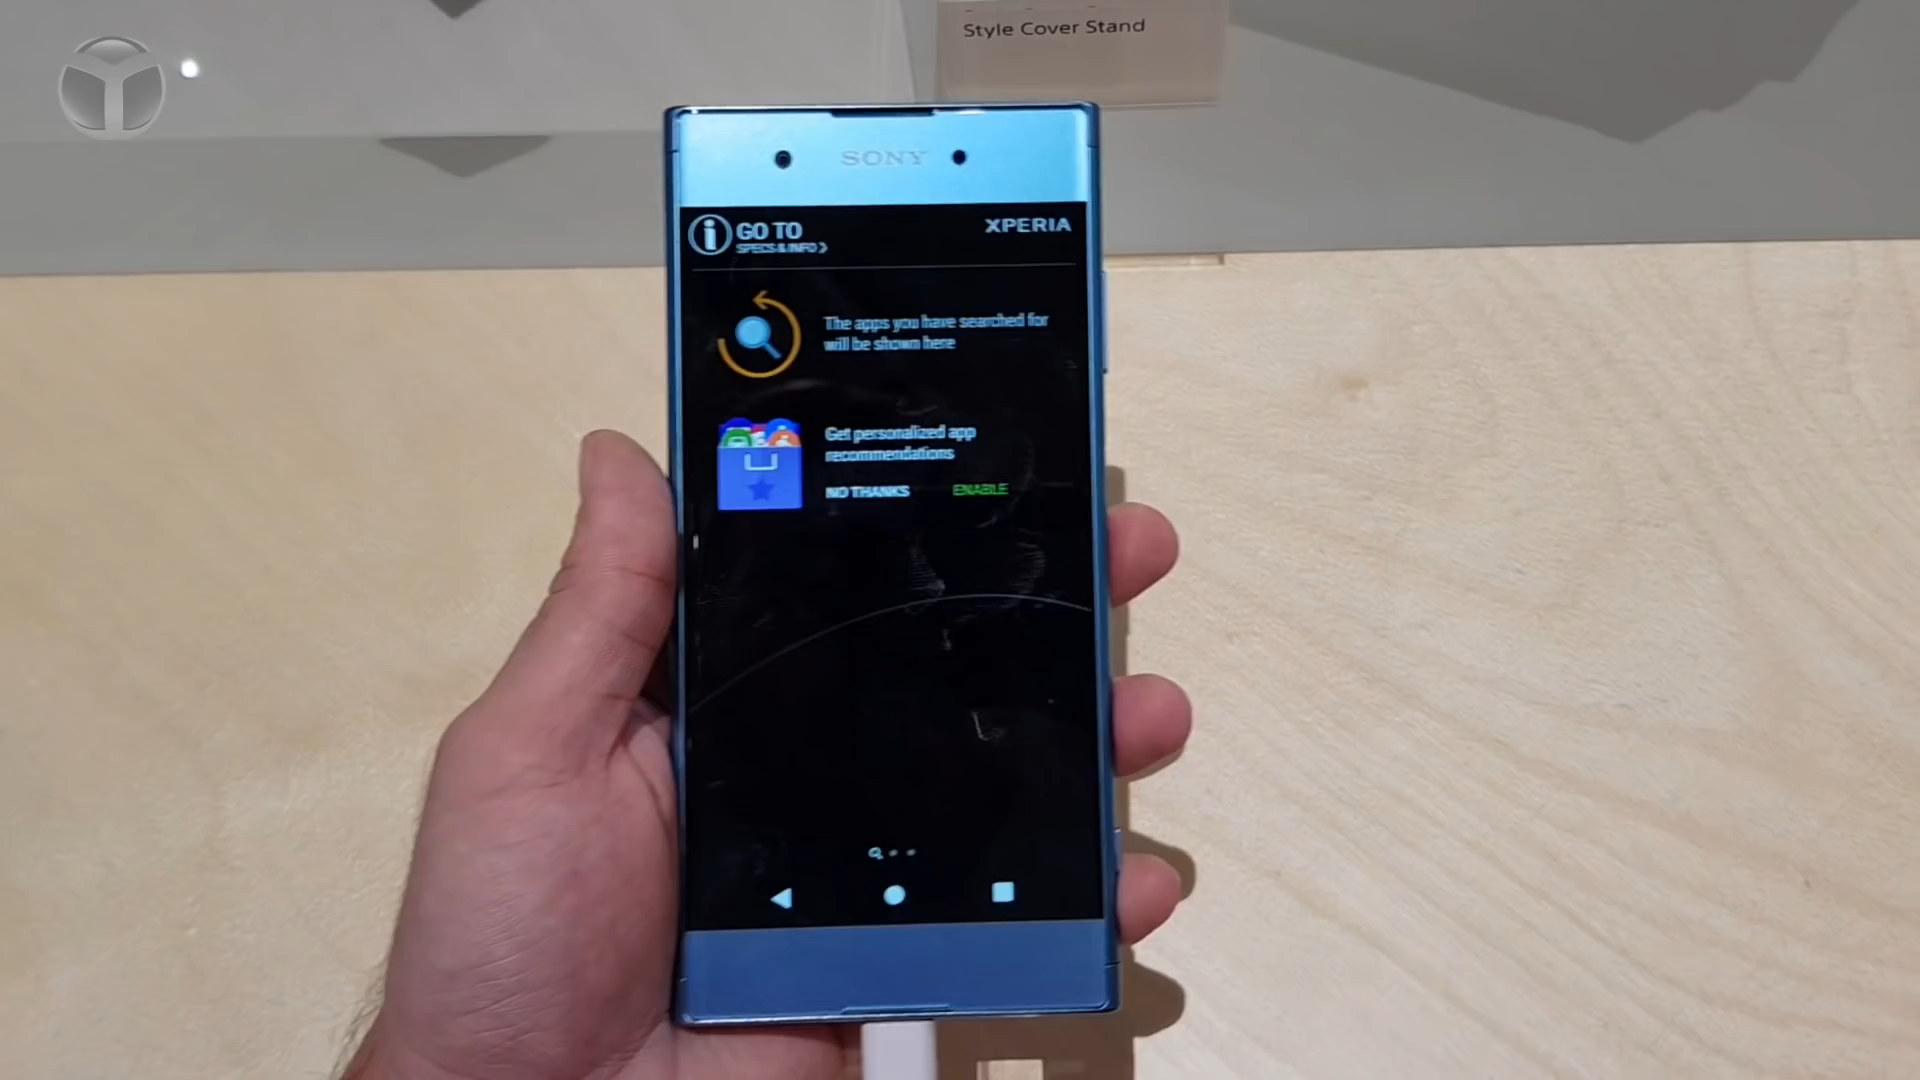 Style Cover Stand
SONY
GO TO
SPECS & INFO
XPERIA
The apps you have searched for
will be shown here
Get personalized app
recommendations
NO THANKS
ENABLE